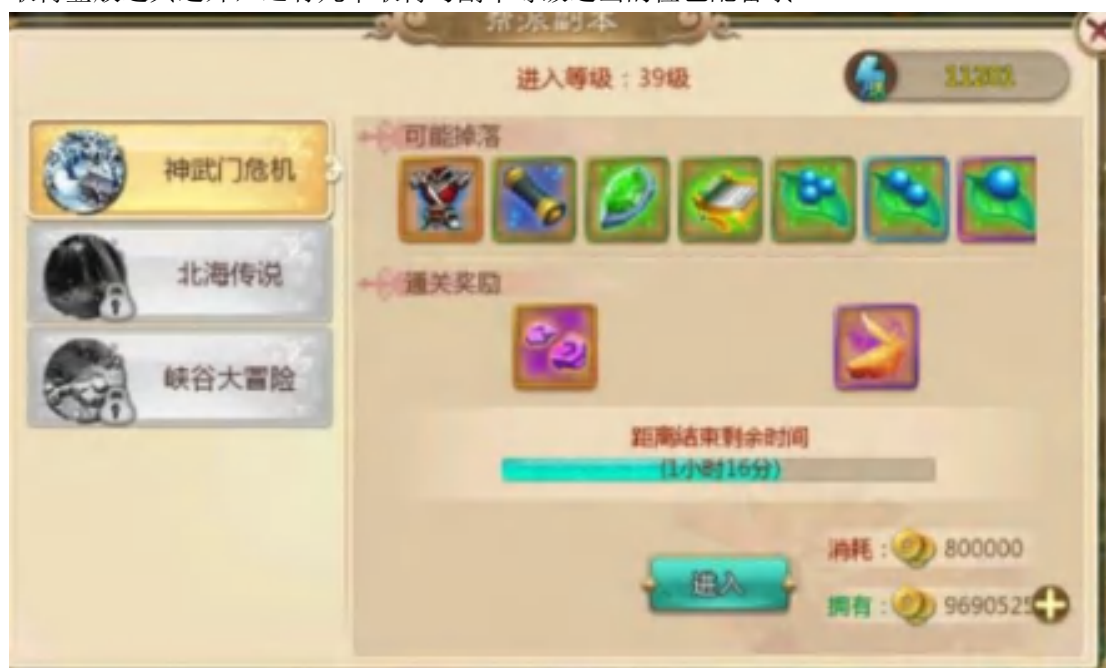 帮派副本
进入等级：39级
神武门危机
可能掉落
北海传说
通关奖励
峡谷大冒险
距离结束剩余时间
(1小时16分)
消耗：800000
进入
拥有：9690525